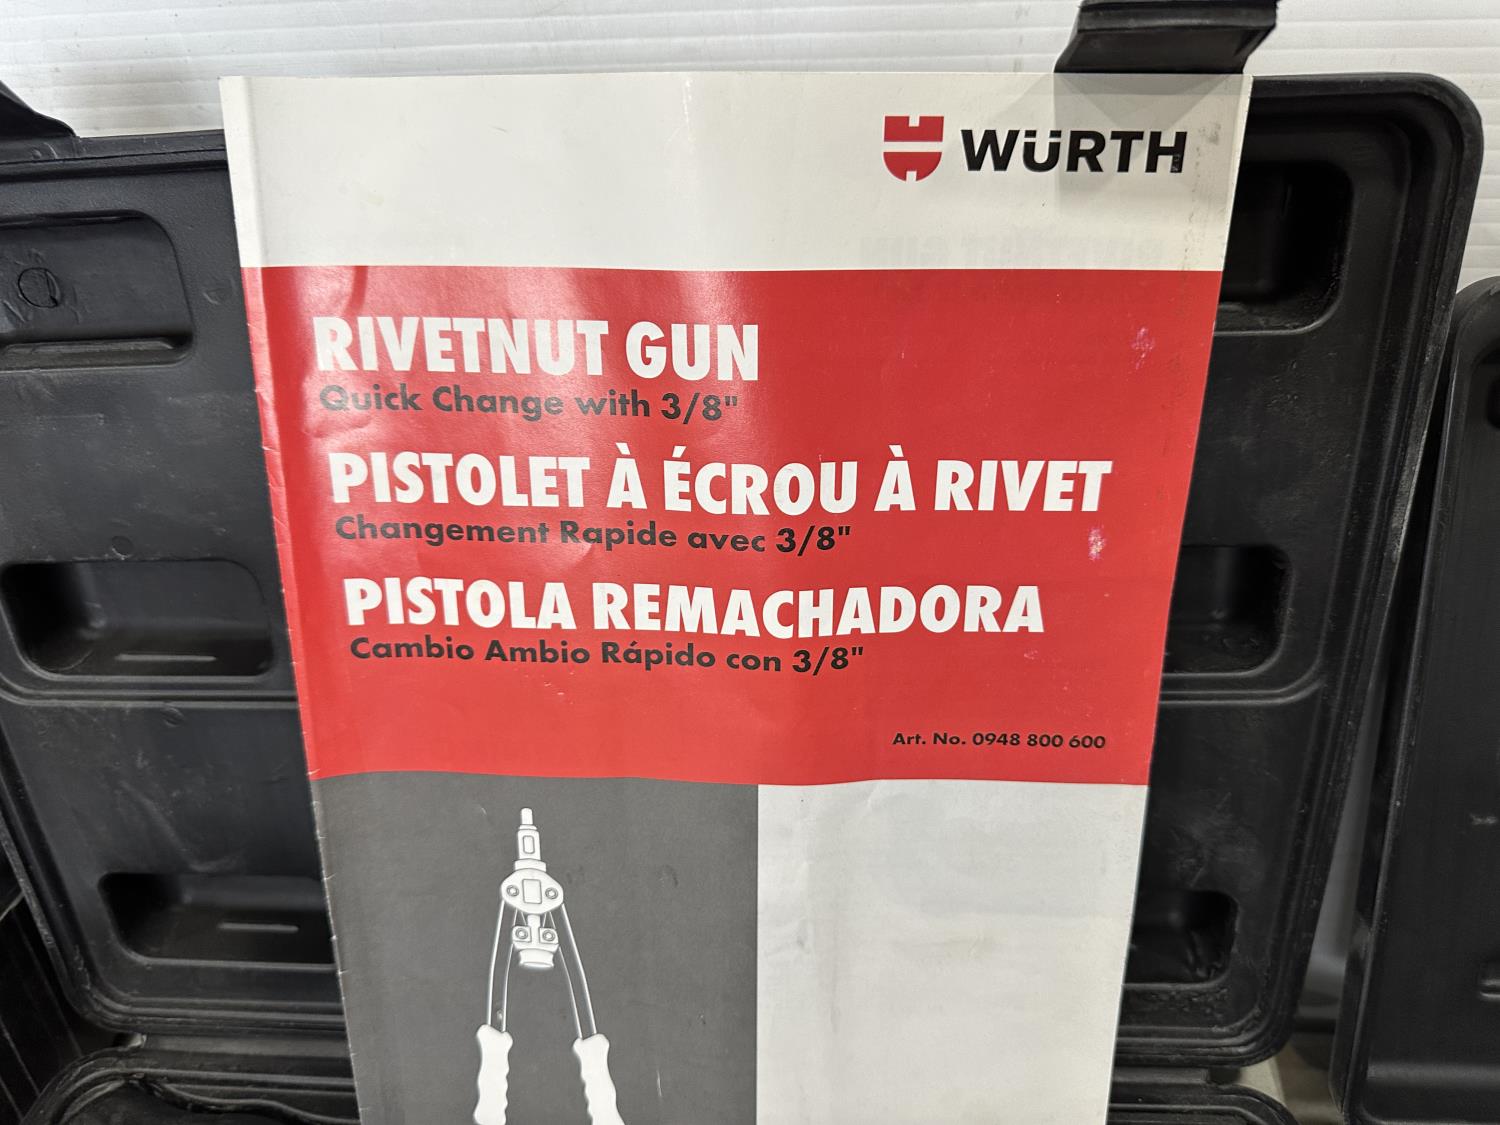 WÜRTH
RIVETNUT GUN
Quick Change with 3/8"
PISTOLET À ÉCROU À RIVET
Changement Rapide avec 3/8"
PISTOLA REMACHADORA
Cambio Ambio Rápido con 3/8"
Art. No. 0948 800 600